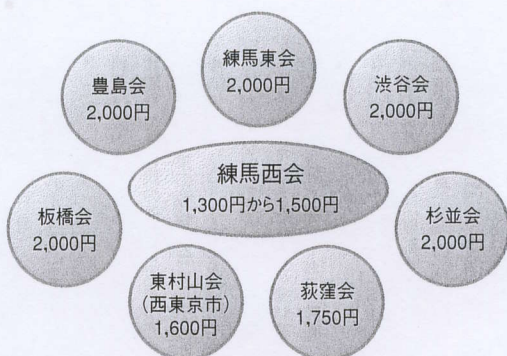 練馬東会
2,000円
豊島会
2,000円
渋谷会
2,000円
練馬西会
1,300円から1,500円
板橋会
2,000円
杉並会
2,000円
東村山会
(西東京市)
1,600円
荻窪会
1,750円